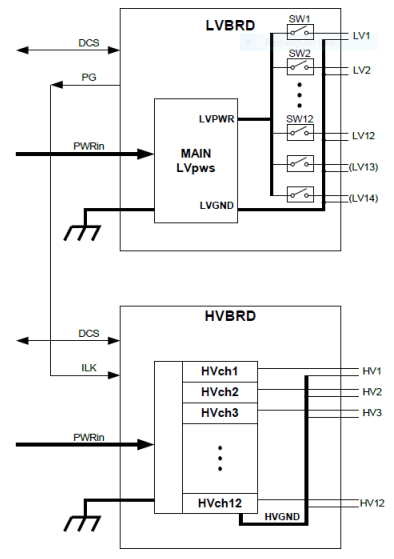 LVBRD
SW1
DCS
LV1
SW2
LV2
PG
LVPWR
SW12
LV12
PWRin
MAIN
LVpws
(LV13)
LVGND
(LV14)
HVBRD
DCS
ILK
HVch1
HV1
HVch2
HV2
HVch3
HV3
PWRin
HVch12
HV12
HVGND